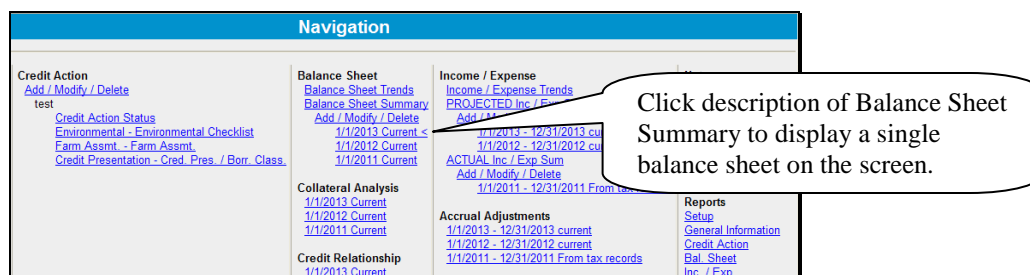 Navigation
Credit Action
Add / Modify / Delete
test
Credit Action Status
Environmental - Environmental Checklist
Farm Assmt. - Farm Assmt.
Credit Presentation - Cred. Pres. / Borr. Class.
Balance Sheet
Balance Sheet Trends
Balance Sheet Summary
Add / Modify / Delete
1/1/2013 Current <
1/1/2012 Current
1/1/2011 Current
Collateral Analysis
1/1/2013 Current
1/1/2012 Current
1/1/2011 Current
Credit Relationship
1/1/2013 Current
Income / Expense
Income / Expense Trends
PROJECTED Inc /
Add /
1/1/2013 - 12/31/2013
1/1/2012 - 12/31/2012
ACTUAL Inc / Exp Sum
Add / Modify / Delete
1/1/2011 - 12/31/2011 From
Accrual Adjustments
1/1/2013 - 12/31/2013 current
1/1/2012 - 12/31/2012 current
1/1/2011 - 12/31/2011 From tax records
Click description of Balance Sheet
Summary to display a single
balance sheet on the screen.
Reports
Setup
General Information
Credit Action
Bal. Sheet
Inc. / Exp